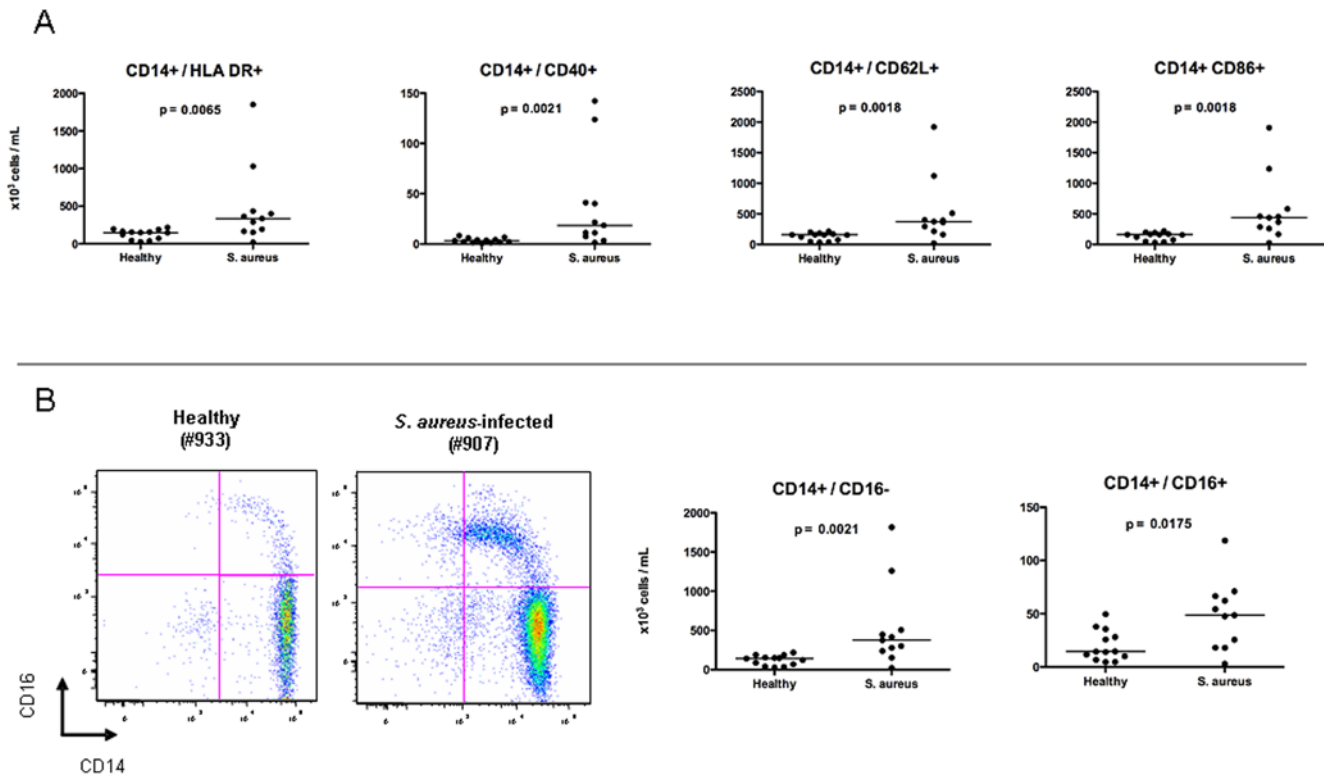 A
CD14+ / HLA DR+
p = 0.0065
x10³ cells / mL
2000
1500
1000
500
0
Healthy
S. aureus
CD14+ / CD40+
p = 0.0021
150
100
50
0
Healthy
S. aureus
CD14+ / CD62L+
p = 0.0018
2500
2000
1500
1000
500
0
Healthy
S. aureus
CD14+ CD86+
p = 0.0018
2500
2000
1500
1000
500
0
Healthy
S. aureus
B
Healthy
(#933)
S. aureus-infected
(#907)
CD16
CD14
CD14+ / CD16-
p = 0.0021
x10³ cells / mL
2000
1500
1000
500
0
Healthy
S. aureus
CD14+ / CD16+
p = 0.0175
150
100
50
0
Healthy
S. aureus